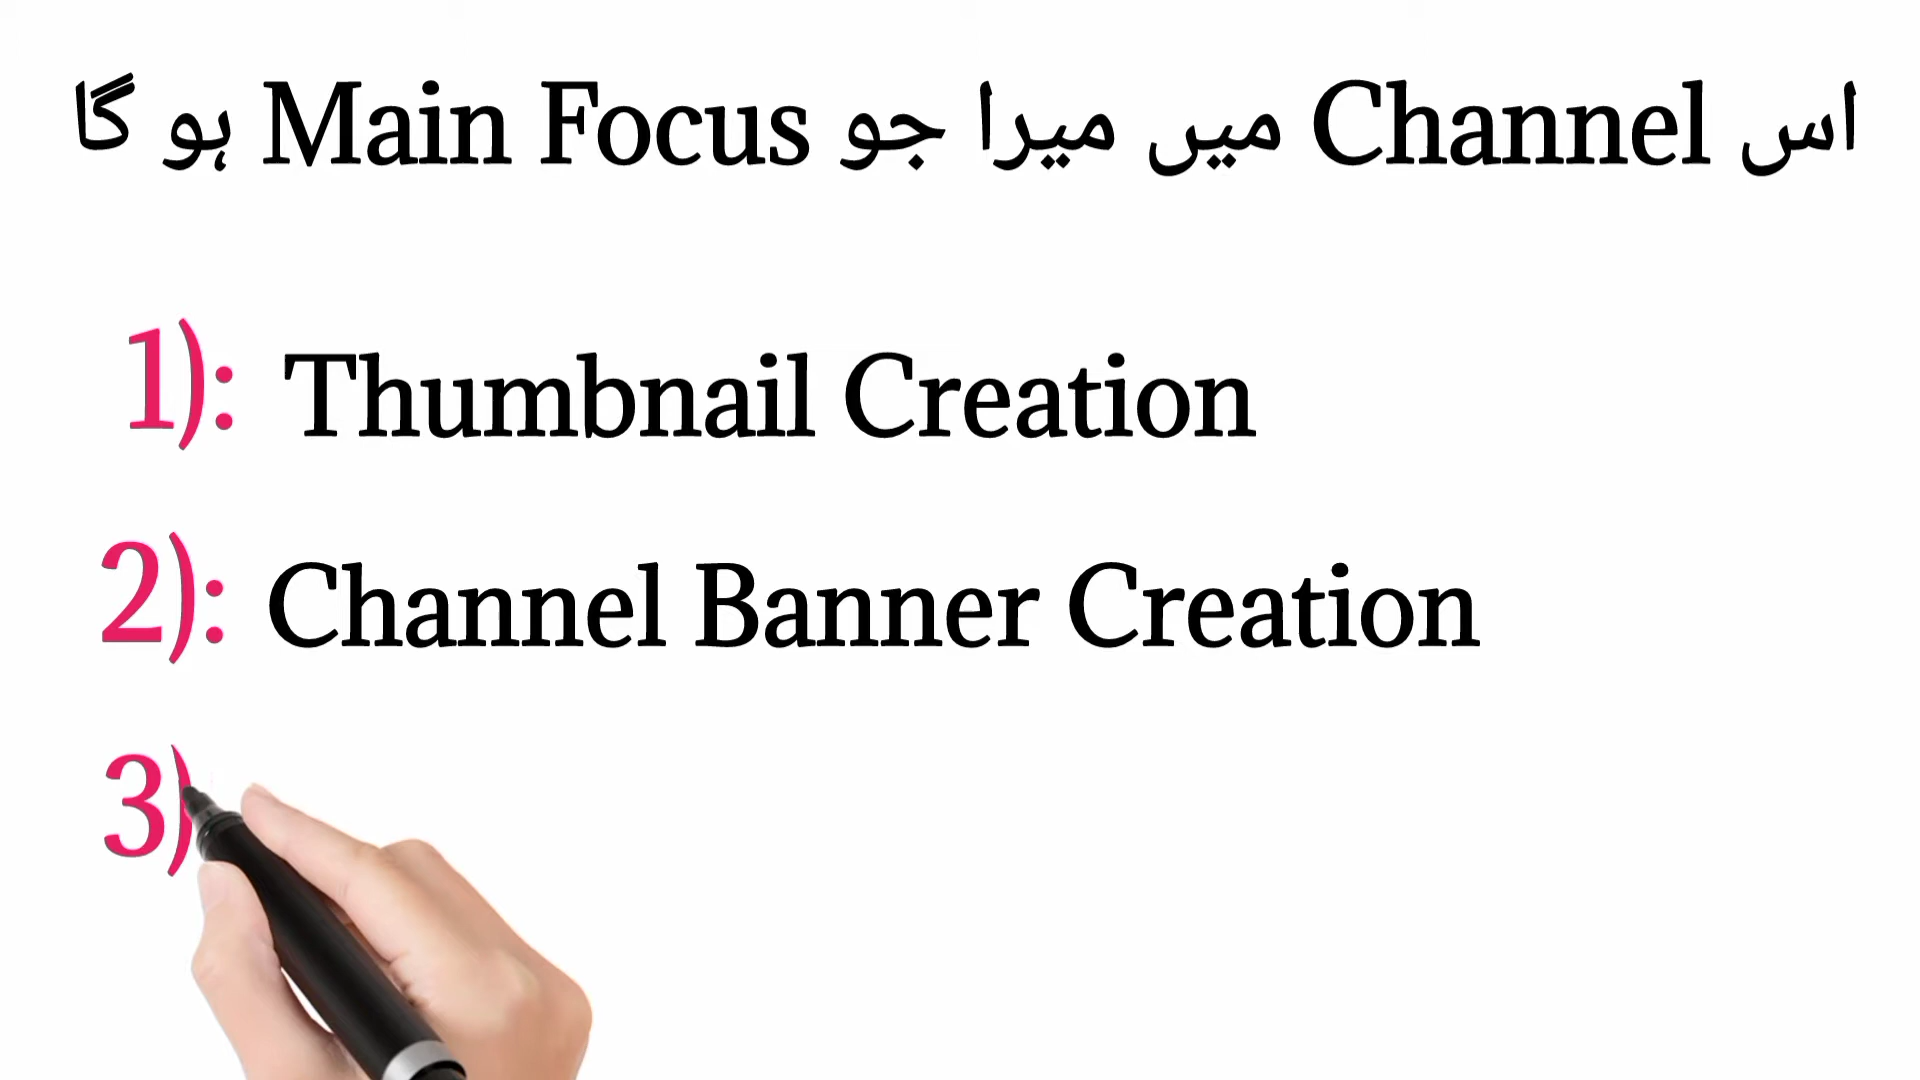 اس Channel میں میرا جو Main Focus ہو گا
1): Thumbnail Creation
2): Channel Banner Creation
3)